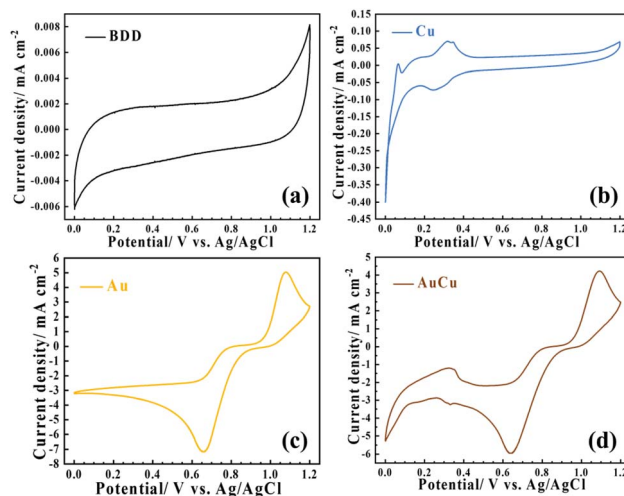 0.008
0.006
0.004
0.002
0.000
-0.002
-0.004
-0.006
Current density/ mA cm⁻²
BDD
(a)
0.0 0.2 0.4 0.6 0.8 1.0 1.2
Potential/ V vs. Ag/AgCl
0.15
0.10
0.05
0.00
-0.05
-0.10
-0.15
-0.20
-0.25
-0.30
-0.35
-0.40
-0.45
Current density/ mA cm⁻²
Cu
(b)
0.0 0.2 0.4 0.6 0.8 1.0 1.2
Potential/ V vs. Ag/AgCl
6
5
4
3
2
1
0
-1
-2
-3
-4
-5
-6
-7
-8
Current density/ mA cm⁻²
Au
(c)
0.0 0.2 0.4 0.6 0.8 1.0 1.2
Potential/ V vs. Ag/AgCl
5
4
3
2
1
0
-1
-2
-3
-4
-5
-6
Current density/ mA cm⁻²
AuCu
(d)
0.0 0.2 0.4 0.6 0.8 1.0 1.2
Potential/ V vs. Ag/AgCl